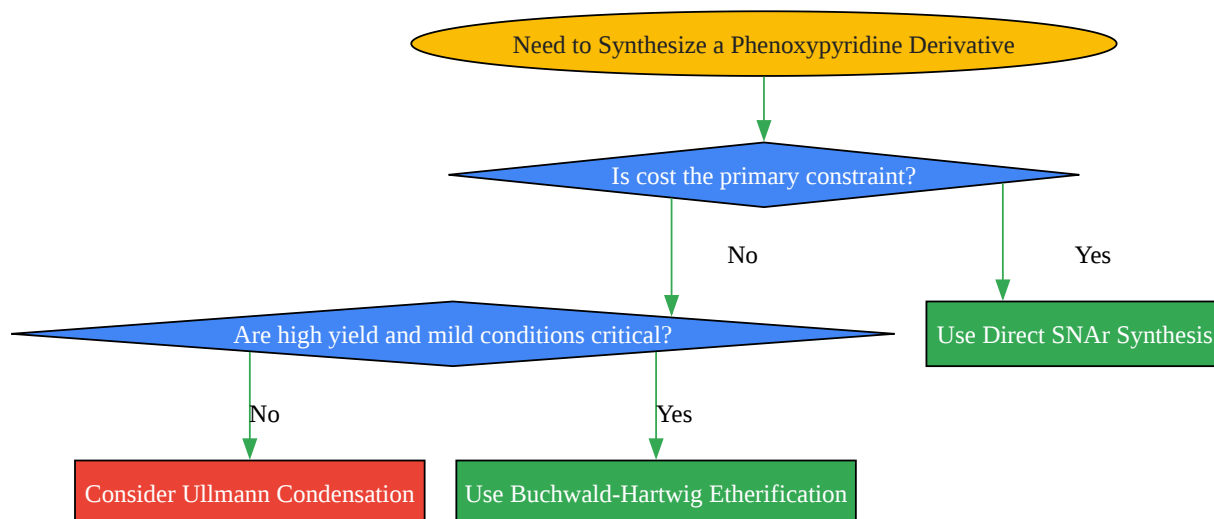 Need to Synthesize a Phenoxypyridine Derivative
Is cost the primary constraint?
No
Yes
Are high yield and mild conditions critical?
Use Direct SNAr Synthesis
No
Yes
Consider Ullmann Condensation
Use Buchwald-Hartwig Etherification